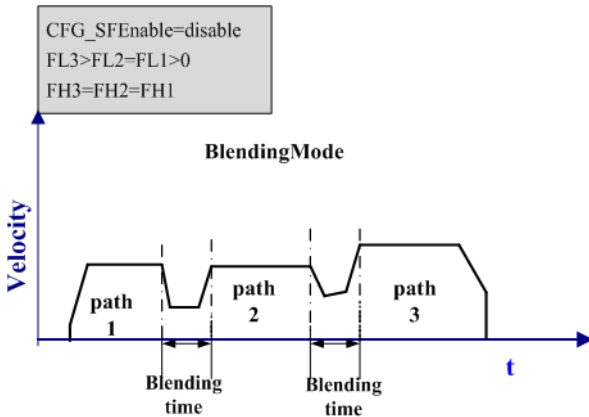 CFG_SFEnable=disable
FL3>FL2=FL1>0
FH3=FH2=FH1
BlendingMode
Velocity
path
1
path
2
path
3
t
Blending
time
Blending
time